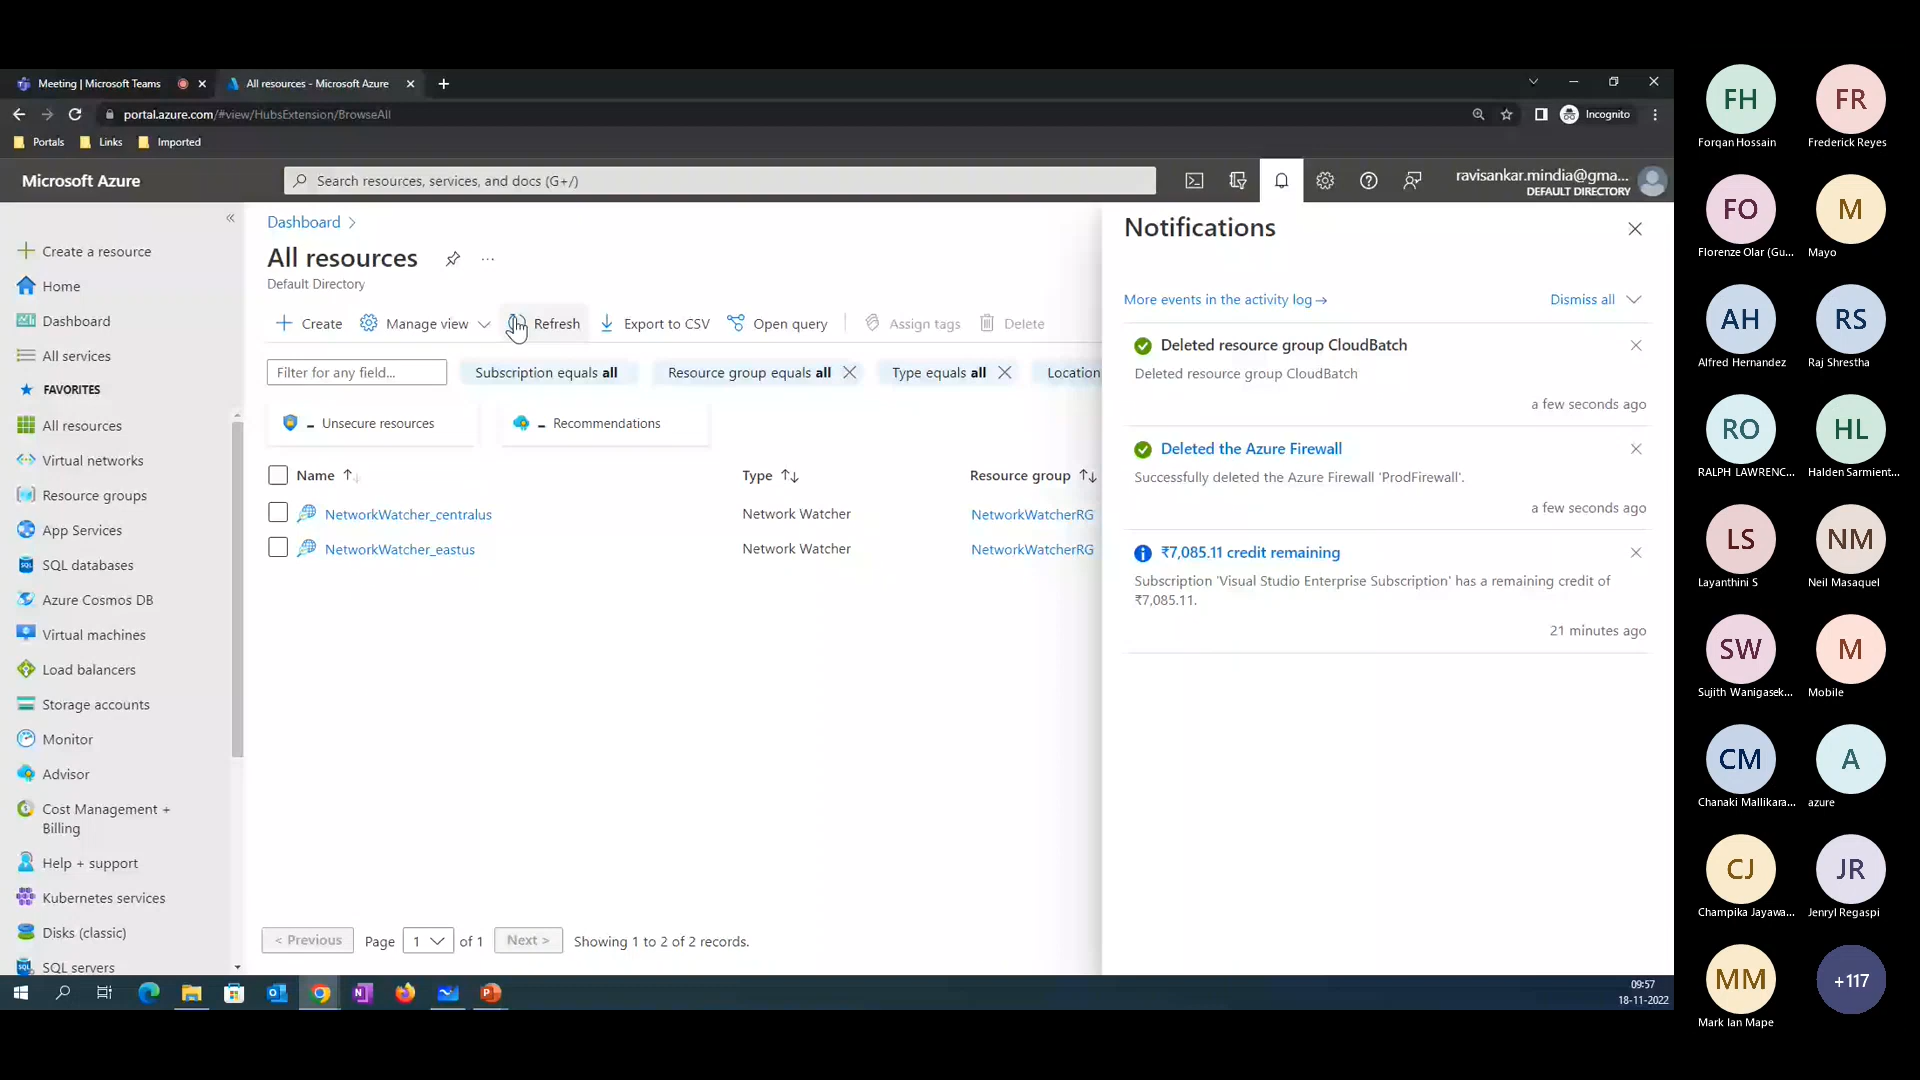 Meeting | Microsoft Teams
All resources - Microsoft Azure
portal.azure.com/#view/HubsExtension/BrowseAll
Incognito
Portals
Links
Imported
Microsoft Azure
Search resources, services, and docs (G+/)
ravisankar.mindia@gma...
DEFAULT DIRECTORY
Create a resource
Home
Dashboard
All services
FAVORITES
All resources
Virtual networks
Resource groups
App Services
SQL databases
Azure Cosmos DB
Virtual machines
Load balancers
Storage accounts
Monitor
Advisor
Cost Management +
Billing
Help + support
Kubernetes services
Disks (classic)
SQL servers
Dashboard
All resources
Default Directory
Create
Manage view
Refresh
Export to CSV
Open query
Assign tags
Delete
Filter for any field...
Subscription equals all
Resource group equals all
Type equals all
Location
Unsecure resources
Recommendations
Name
Type
Resource group
NetworkWatcher_centralus
Network Watcher
NetworkWatcherRG
NetworkWatcher_eastus
Network Watcher
NetworkWatcherRG
< Previous
Page
1
of 1
Next >
Showing 1 to 2 of 2 records.
Notifications
More events in the activity log →
Dismiss all
Deleted resource group CloudBatch
Deleted resource group CloudBatch
a few seconds ago
Deleted the Azure Firewall
Successfully deleted the Azure Firewall 'ProdFirewall'.
a few seconds ago
₹7,085.11 credit remaining
Subscription 'Visual Studio Enterprise Subscription' has a remaining credit of
₹7,085.11.
21 minutes ago
09:57
18-11-2022
FH
Forqan Hossain
FR
Frederick Reyes
FO
Florenze Olar (Gu...
M
Mayo
AH
Alfred Hernandez
RS
Raj Shrestha
RO
RALPH LAWRENC...
HL
Halden Sarmient...
LS
Layanthini S
NM
Neil Masaquel
SW
Sujith Wanigasek...
M
Mobile
CM
Chanaki Mallikara...
A
azure
CJ
Champika Jayawa...
JR
Jenryl Regaspi
MM
Mark Ian Mape
+117